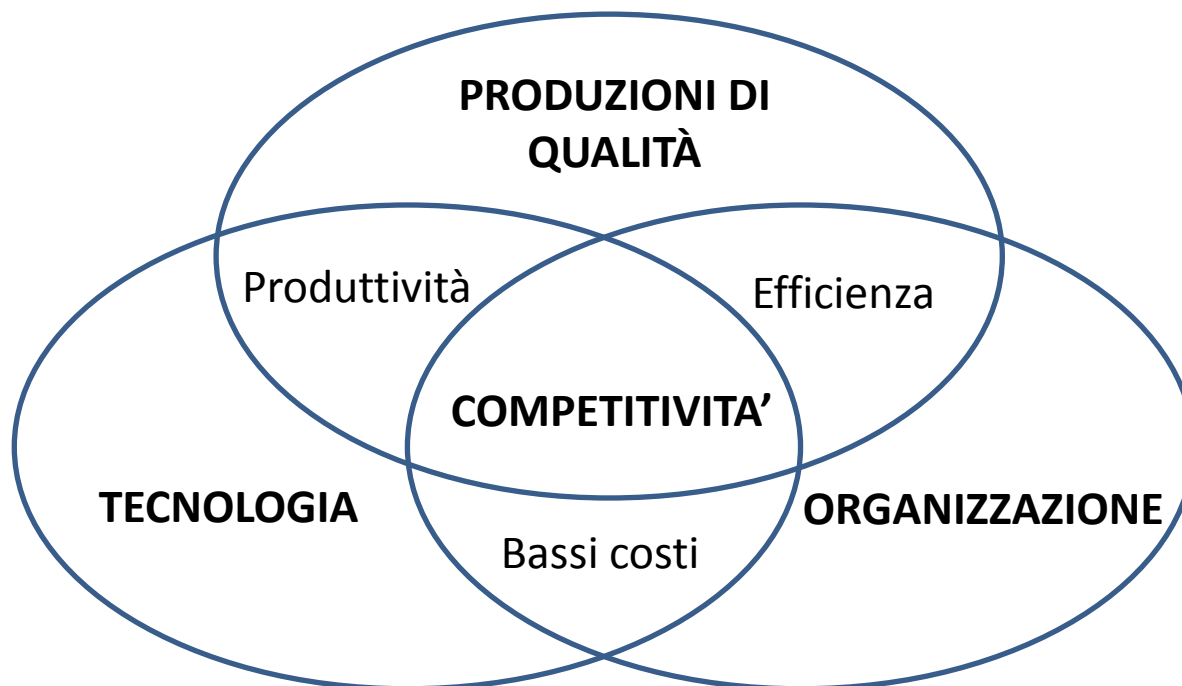 PRODUZIONI DI
QUALITÀ
Produttività
Efficienza
COMPETITIVITA’
TECNOLOGIA
ORGANIZZAZIONE
Bassi costi